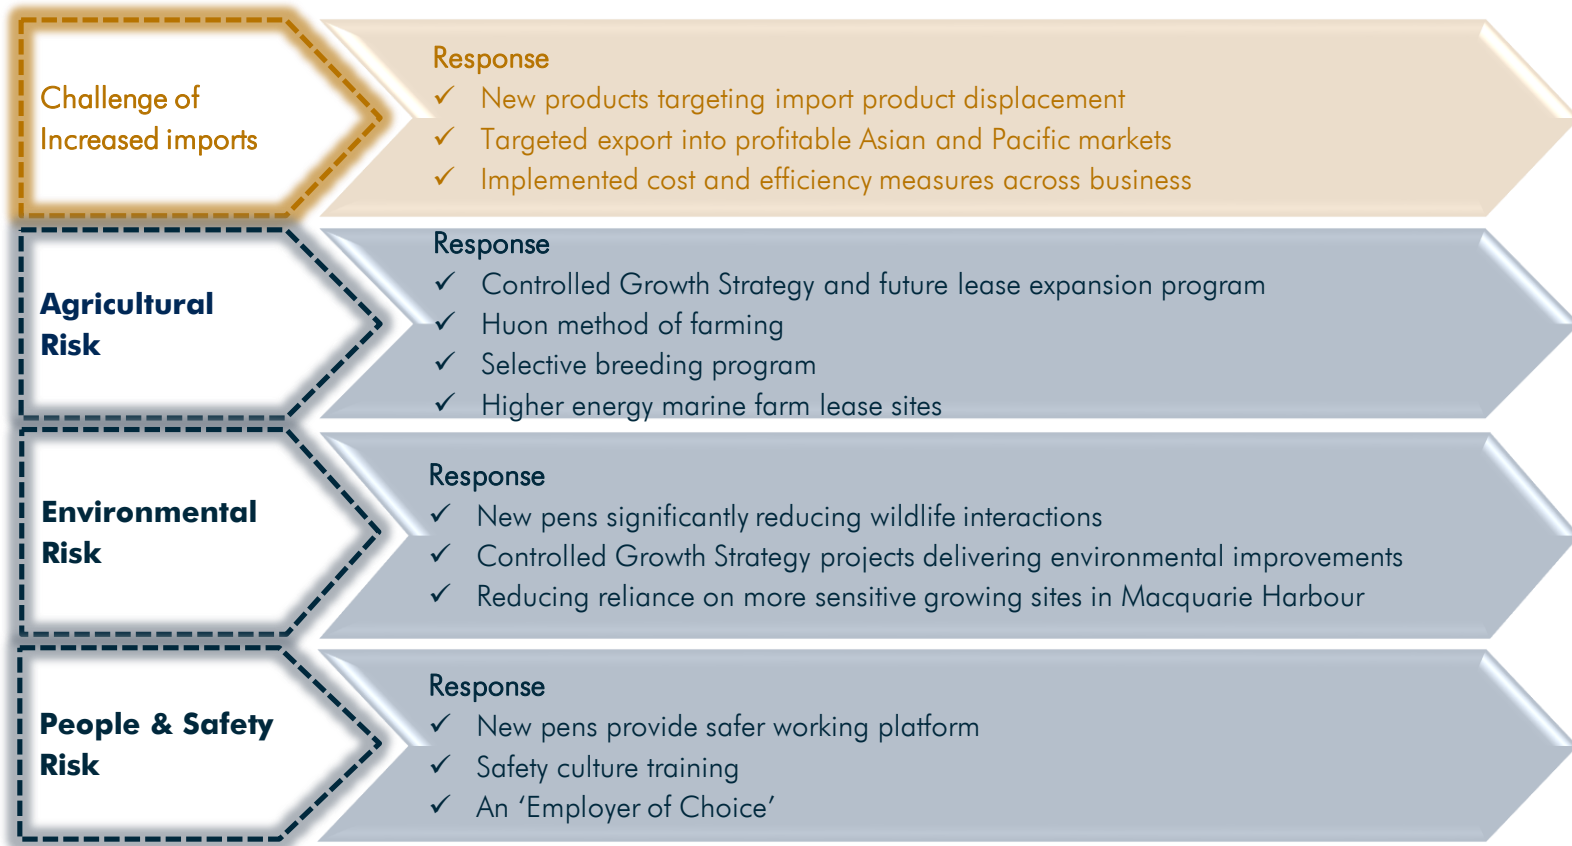 Challenge of
Increased imports
Response
✓ New products targeting import product displacement
✓ Targeted export into profitable Asian and Pacific markets
✓ Implemented cost and efficiency measures across business
Agricultural
Risk
Response
✓ Controlled Growth Strategy and future lease expansion program
✓ Huon method of farming
✓ Selective breeding program
✓ Higher energy marine farm lease sites
Environmental
Risk
Response
✓ New pens significantly reducing wildlife interactions
✓ Controlled Growth Strategy projects delivering environmental improvements
✓ Reducing reliance on more sensitive growing sites in Macquarie Harbour
People & Safety
Risk
Response
✓ New pens provide safer working platform
✓ Safety culture training
✓ An ‘Employer of Choice’